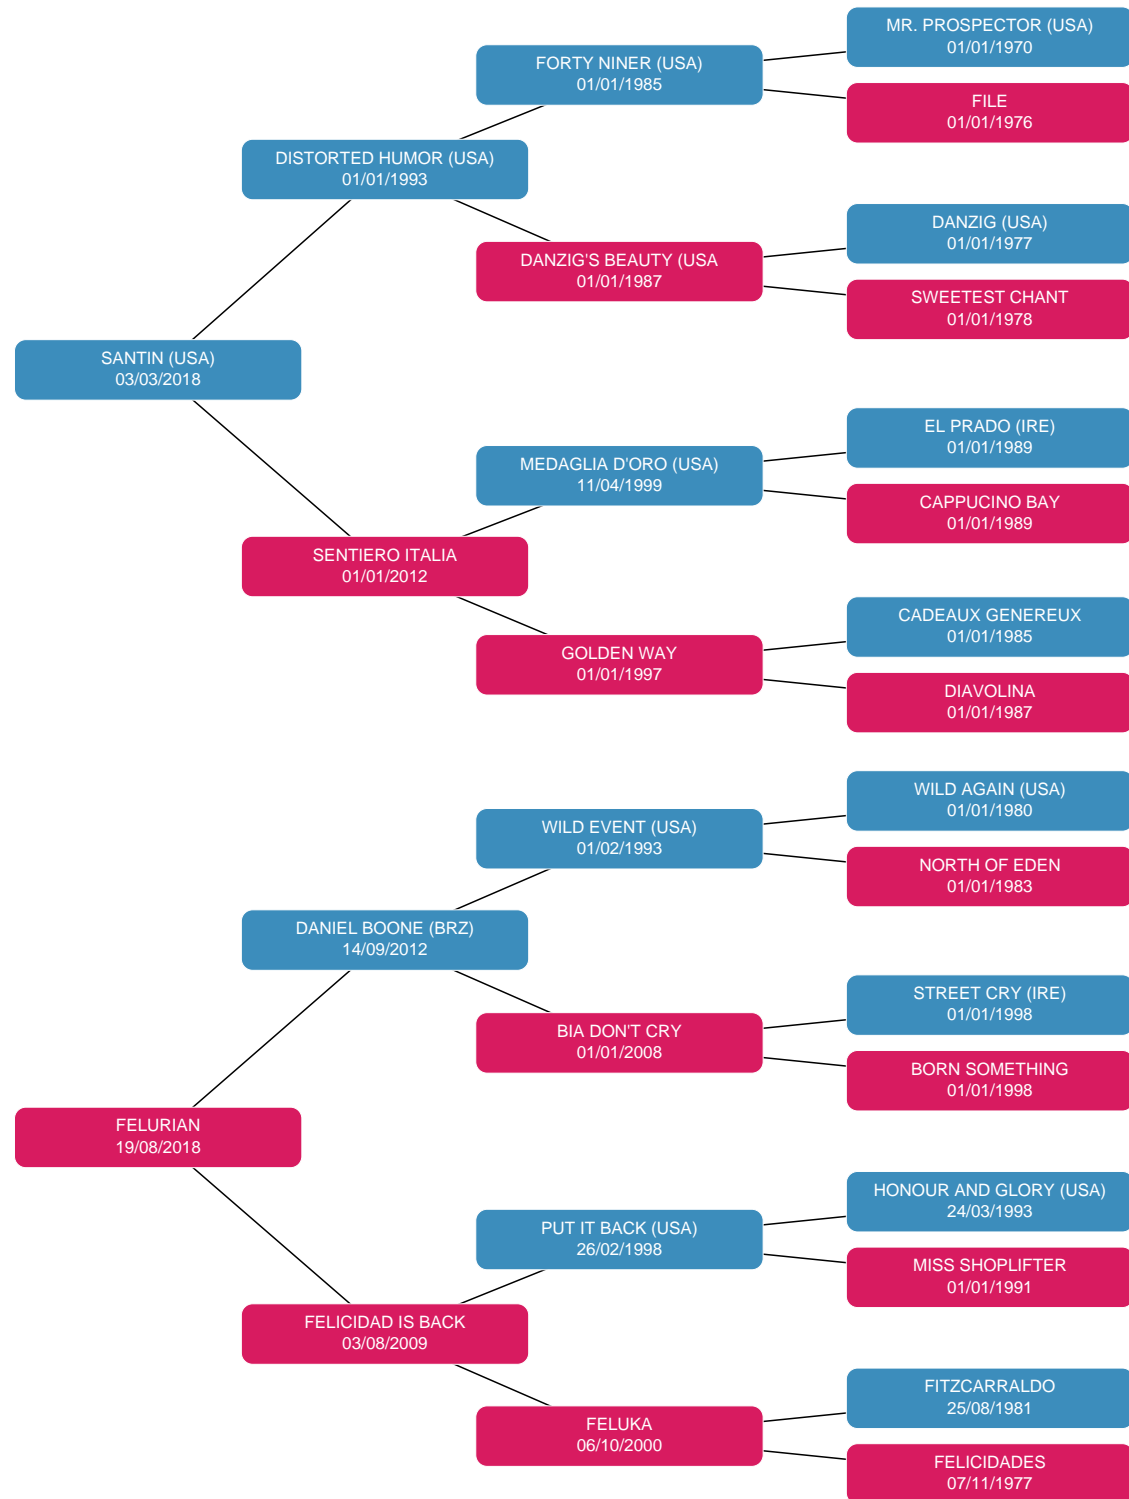 MR. PROSPECTOR (USA)
01/01/1970
FORTY NINER (USA)
01/01/1985
FILE
01/01/1976
DISTORTED HUMOR (USA)
01/01/1993
DANZIG (USA)
01/01/1977
DANZIG'S BEAUTY (USA
01/01/1987
SWEETEST CHANT
01/01/1978
SANTIN (USA)
03/03/2018
EL PRADO (IRE)
01/01/1989
MEDAGLIA D'ORO (USA)
11/04/1999
CAPPUCINO BAY
01/01/1989
SENTIERO ITALIA
01/01/2012
CADEAUX GENEREUX
01/01/1985
GOLDEN WAY
01/01/1997
DIAVOLINA
01/01/1987
WILD AGAIN (USA)
01/01/1980
WILD EVENT (USA)
01/02/1993
NORTH OF EDEN
01/01/1983
DANIEL BOONE (BRZ)
14/09/2012
STREET CRY (IRE)
01/01/1998
BIA DON'T CRY
01/01/2008
BORN SOMETHING
01/01/1998
FELURIAN
19/08/2018
HONOUR AND GLORY (USA)
24/03/1993
PUT IT BACK (USA)
26/02/1998
MISS SHOPLIFTER
01/01/1991
FELICIDAD IS BACK
03/08/2009
FITZCARRALDO
25/08/1981
FELUKA
06/10/2000
FELICIDADES
07/11/1977